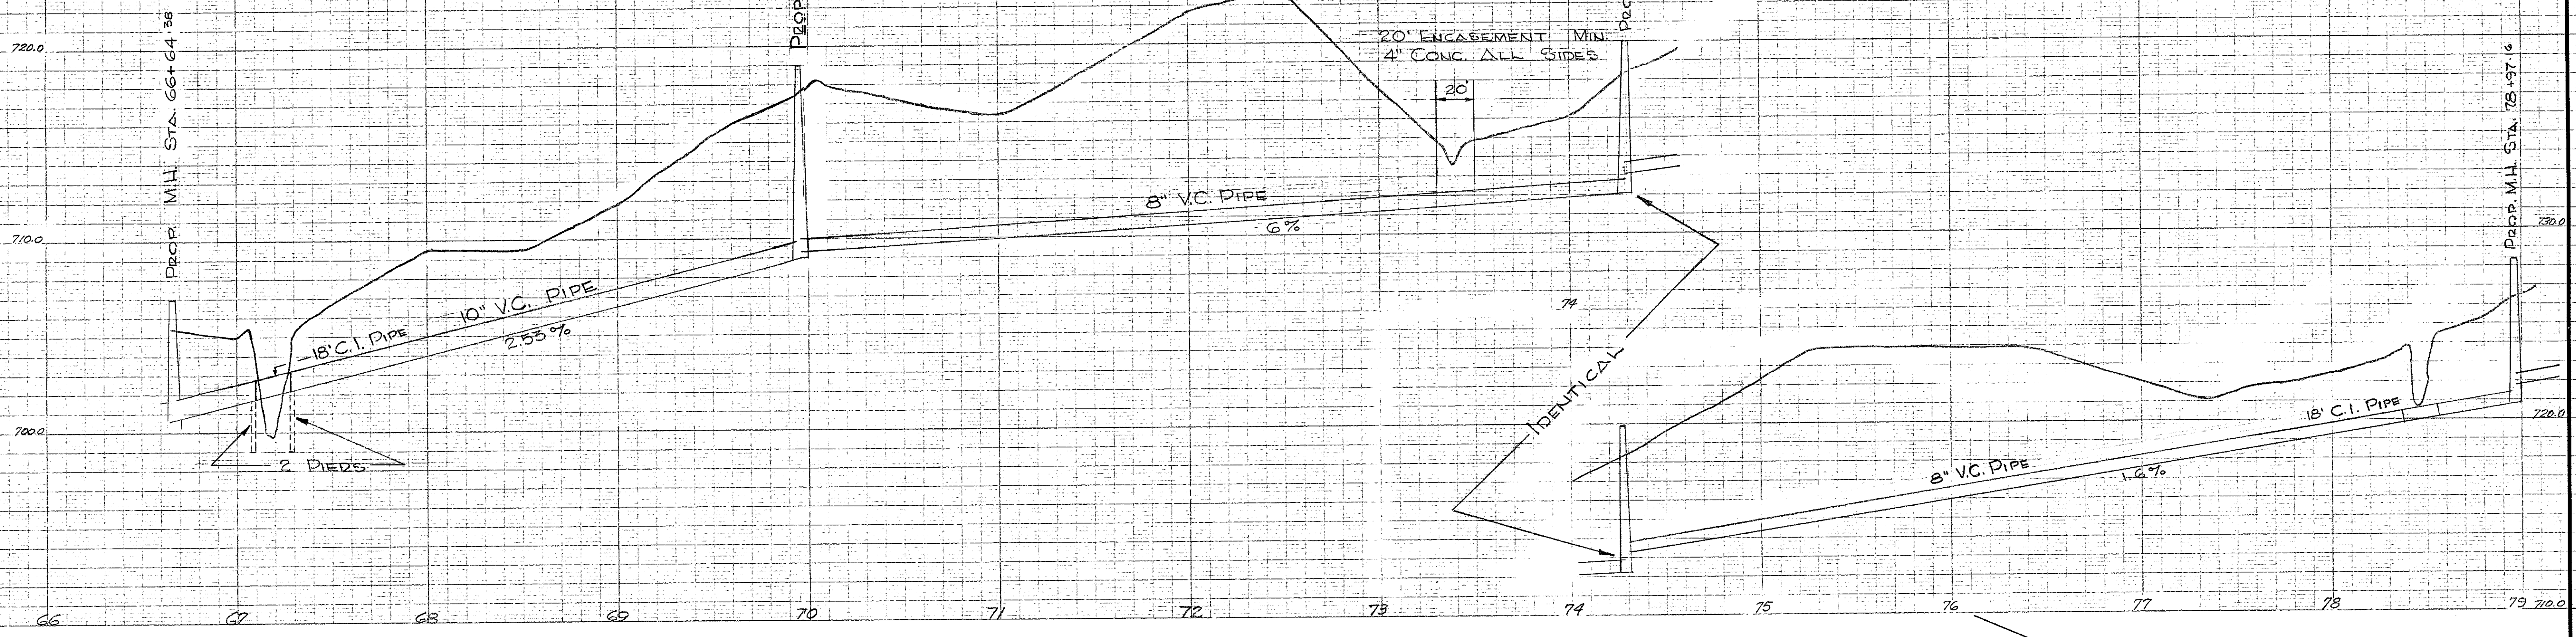 720.0
710.0
700.0
PROP. M.H. STA. 66+64.38
PROP
20' ENCASEMENT MIN.
4" CONC. ALL SIDES
20'
8" V.C. PIPE
.6%
10" V.C. PIPE
2.53%
18' C.I. PIPE
2 PIERS
PRO
74
IDENTICAL
PROP. M.H. STA. 78+97.16
730.0
720.0
18' C.I. PIPE
8" V.C. PIPE
1.6%
66 67 68 69 70 71 72 73 74 75 76 77 78 79 710.0